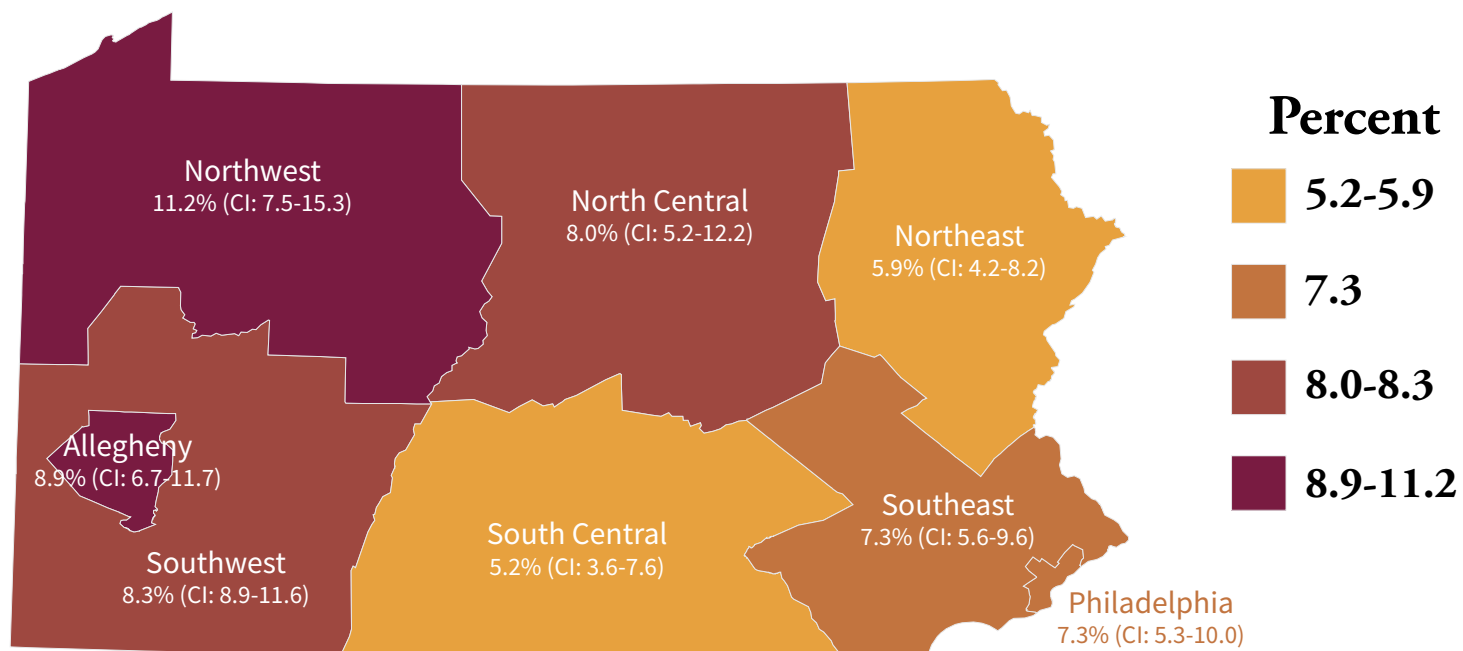 Northwest
11.2% (CI: 7.5-15.3)
North Central
8.0% (CI: 5.2-12.2)
Northeast
5.9% (CI: 4.2-8.2)
Allegheny
8.9% (CI: 6.7-11.7)
Southwest
8.3% (CI: 8.9-11.6)
South Central
5.2% (CI: 3.6-7.6)
Southeast
7.3% (CI: 5.6-9.6)
Philadelphia
7.3% (CI: 5.3-10.0)
Percent
5.2-5.9
7.3
8.0-8.3
8.9-11.2